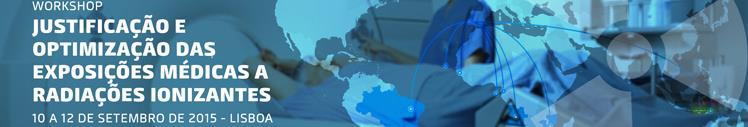 WORKSHOP
JUSTIFICAÇÃO E
OPTIMIZAÇÃO DAS
EXPOSIÇÕES MÉDICAS A
RADIAÇÕES IONIZANTES
10 A 12 DE SETEMBRO DE 2015 - LISBOA